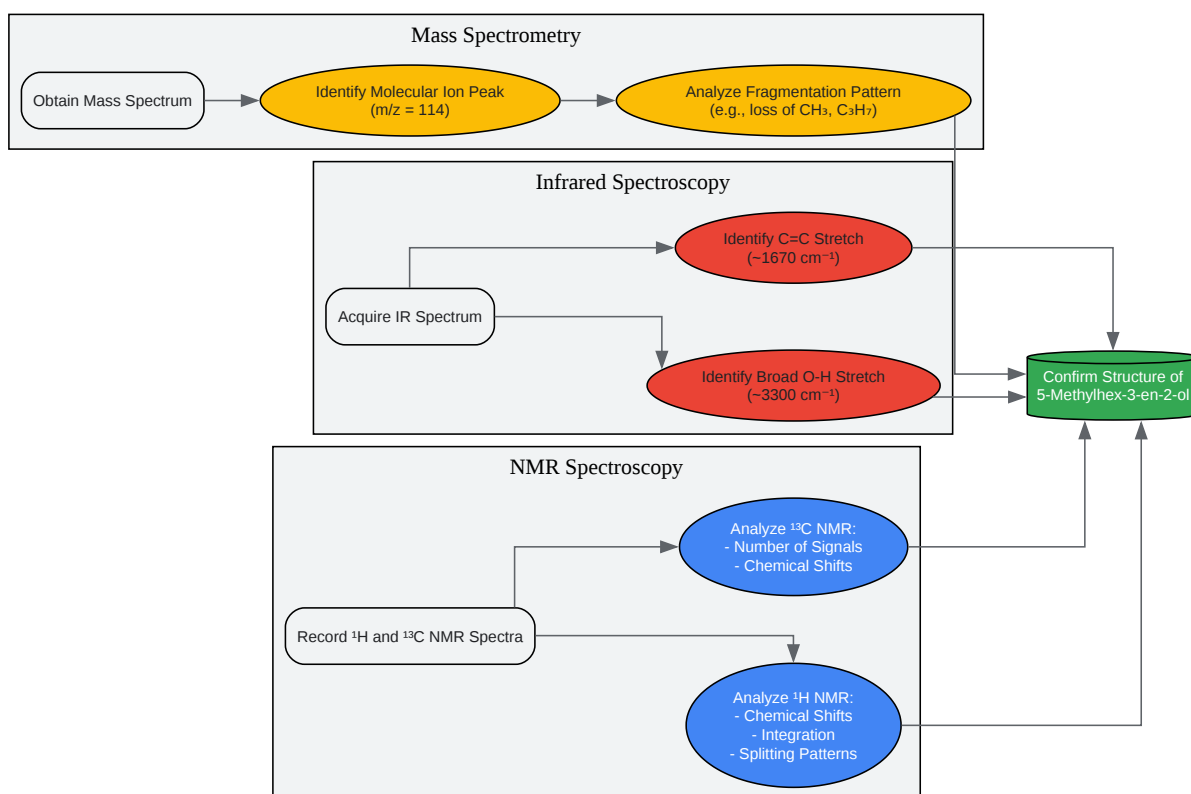 Mass Spectrometry
Obtain Mass Spectrum
Identify Molecular Ion Peak
(m/z = 114)
Analyze Fragmentation Pattern
(e.g., loss of CH₃, C₃H₇)
Infrared Spectroscopy
Identify C=C Stretch
(~1670 cm⁻¹)
Acquire IR Spectrum
Identify Broad O-H Stretch
(~3300 cm⁻¹)
Confirm Structure of
5-Methylhex-3-en-2-ol
NMR Spectroscopy
Analyze ¹³C NMR:
- Number of Signals
- Chemical Shifts
Record ¹H and ¹³C NMR Spectra
Analyze ¹H NMR:
- Chemical Shifts
- Integration
- Splitting Patterns